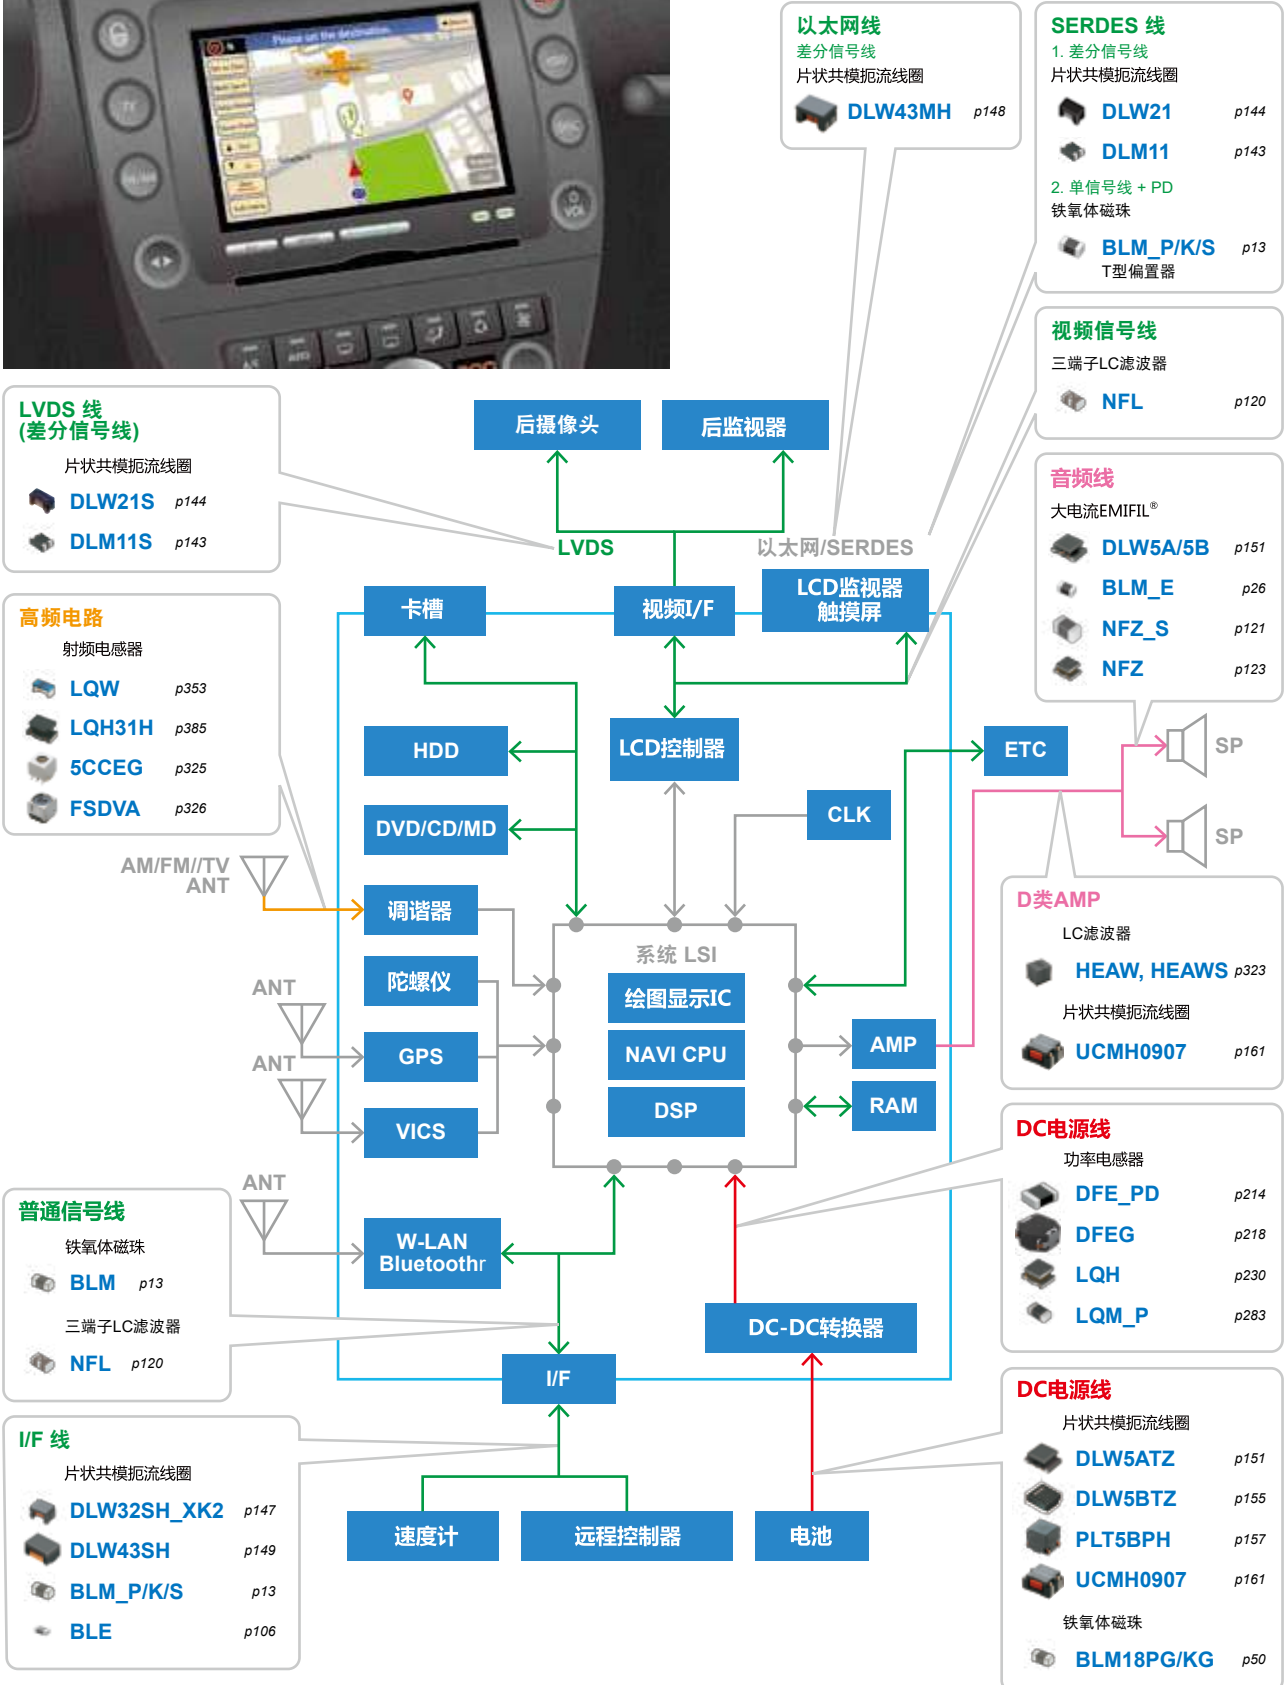 Please set the destination.
VOL
以太网线
差分信号线
片状共模扼流线圈
DLW43MH p148
SERDES 线
1. 差分信号线
片状共模扼流线圈
DLW21 p144
DLM11 p143
2. 单信号线 + PD
铁氧体磁珠
BLM_P/K/S p13
T型偏置器
视频信号线
三端子LC滤波器
NFL p120
LVDS 线
(差分信号线)
片状共模扼流线圈
DLW21S p144
DLM11S p143
后摄像头
后监视器
LVDS
以太网/SERDES
音频线
大电流EMIFIL®
DLW5A/5B p151
BLM_E p26
NFZ_S p121
NFZ p123
高频电路
射频电感器
LQW p353
LQH31H p385
5CCEG p325
FSDVA p326
卡槽
视频I/F
LCD监视器
触摸屏
HDD
LCD控制器
ETC
SP
DVD/CD/MD
CLK
SP
AM/FM//TV
ANT
调谐器
系统 LSI
D类AMP
LC滤波器
HEAW, HEAWS p323
片状共模扼流线圈
UCMH0907 p161
陀螺仪
绘图显示IC
ANT
GPS
NAVI CPU
AMP
ANT
VICS
DSP
RAM
DC电源线
功率电感器
DFE_PD p214
DFEG p218
LQH p230
LQM_P p283
ANT
W-LAN
Bluetoothr
普通信号线
铁氧体磁珠
BLM p13
三端子LC滤波器
NFL p120
DC-DC转换器
I/F
DC电源线
片状共模扼流线圈
DLW5ATZ p151
DLW5BTZ p155
PLT5BPH p157
UCMH0907 p161
铁氧体磁珠
BLM18PG/KG p50
I/F 线
片状共模扼流线圈
DLW32SH_XK2 p147
DLW43SH p149
BLM_P/K/S p13
BLE p106
速度计
远程控制器
电池